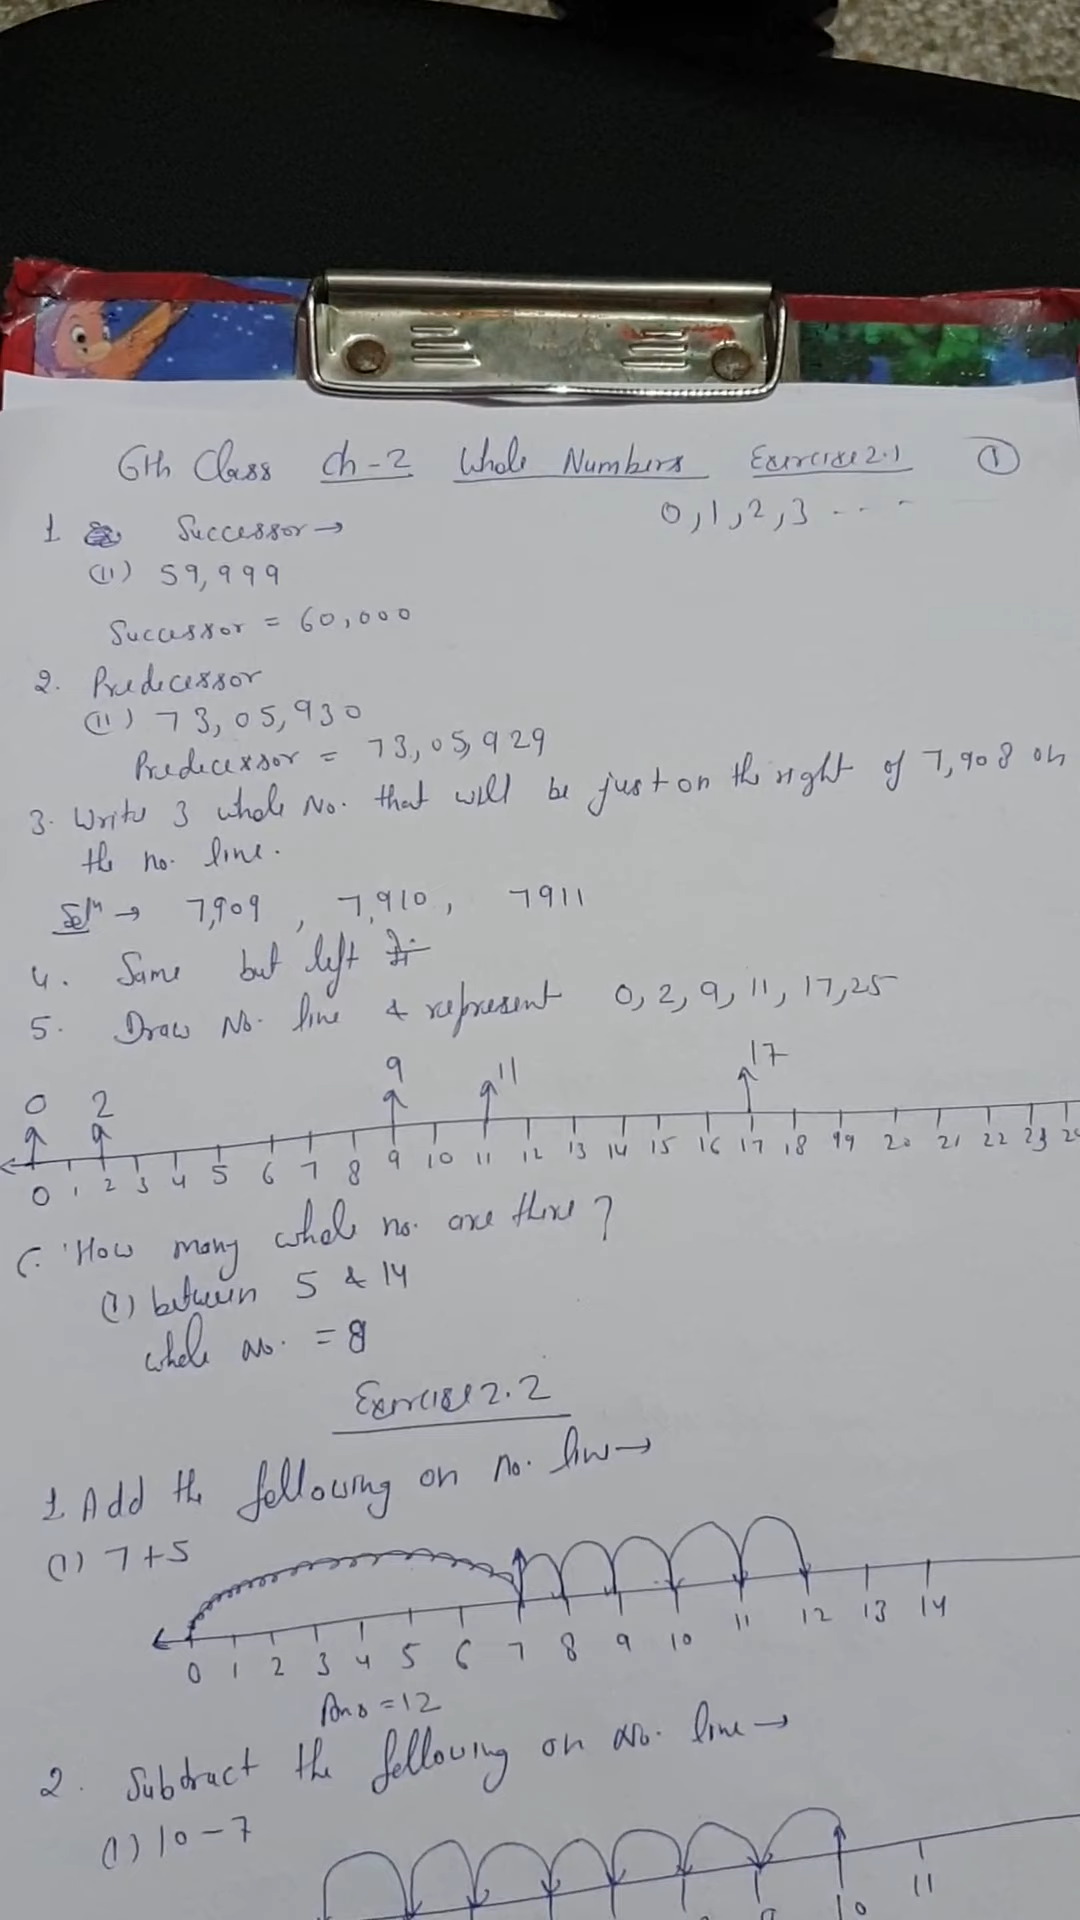 6th Class Ch-2 Whole Numbers Exercise 2.1 1
0,1,2,3 ....
1 Successor →
(ii) 59,999
Successor = 60,000
2. Predecessor
(ii) 73,05,930
Predecessor = 73,05,929
3. Write 3 whole No. that will be just on the right of 7,908 on
the no. line.
Soln → 7,909, 7,910, 7911
4. Same but left
5. Draw No. line & represent 0, 2, 9, 11, 17, 25
0 2 9 11 17
0 1 2 3 4 5 6 7 8 9 10 11 12 13 14 15 16 17 18 19 20 21 22 23
6. How many whole no. are there?
(i) between 5 & 14
whole no. = 8
Exercise 2.2
1. Add the following on no. line →
(i) 7+5
0 1 2 3 4 5 6 7 8 9 10 11 12 13 14
Ans = 12
2. Subtract the following on no. line →
(i) 10-7
10 11